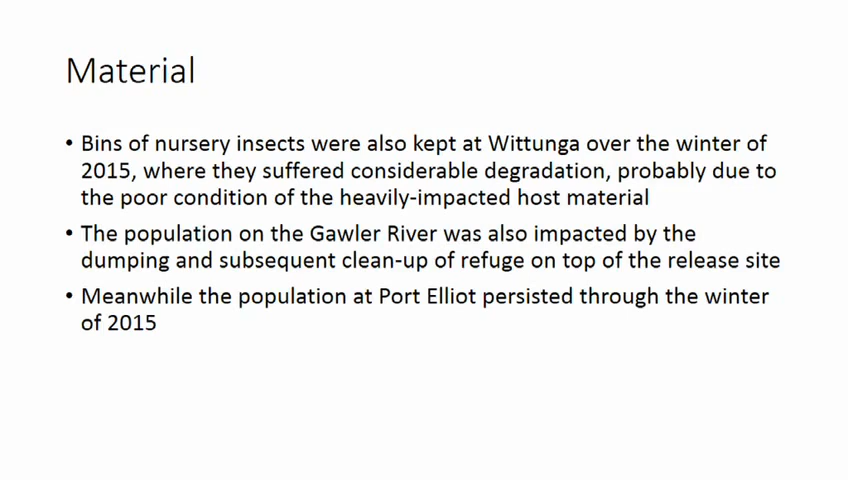 Material
• Bins of nursery insects were also kept at Wittunga over the winter of
2015, where they suffered considerable degradation, probably due to
the poor condition of the heavily-impacted host material
• The population on the Gawler River was also impacted by the
dumping and subsequent clean-up of refuge on top of the release site
• Meanwhile the population at Port Elliot persisted through the winter
of 2015